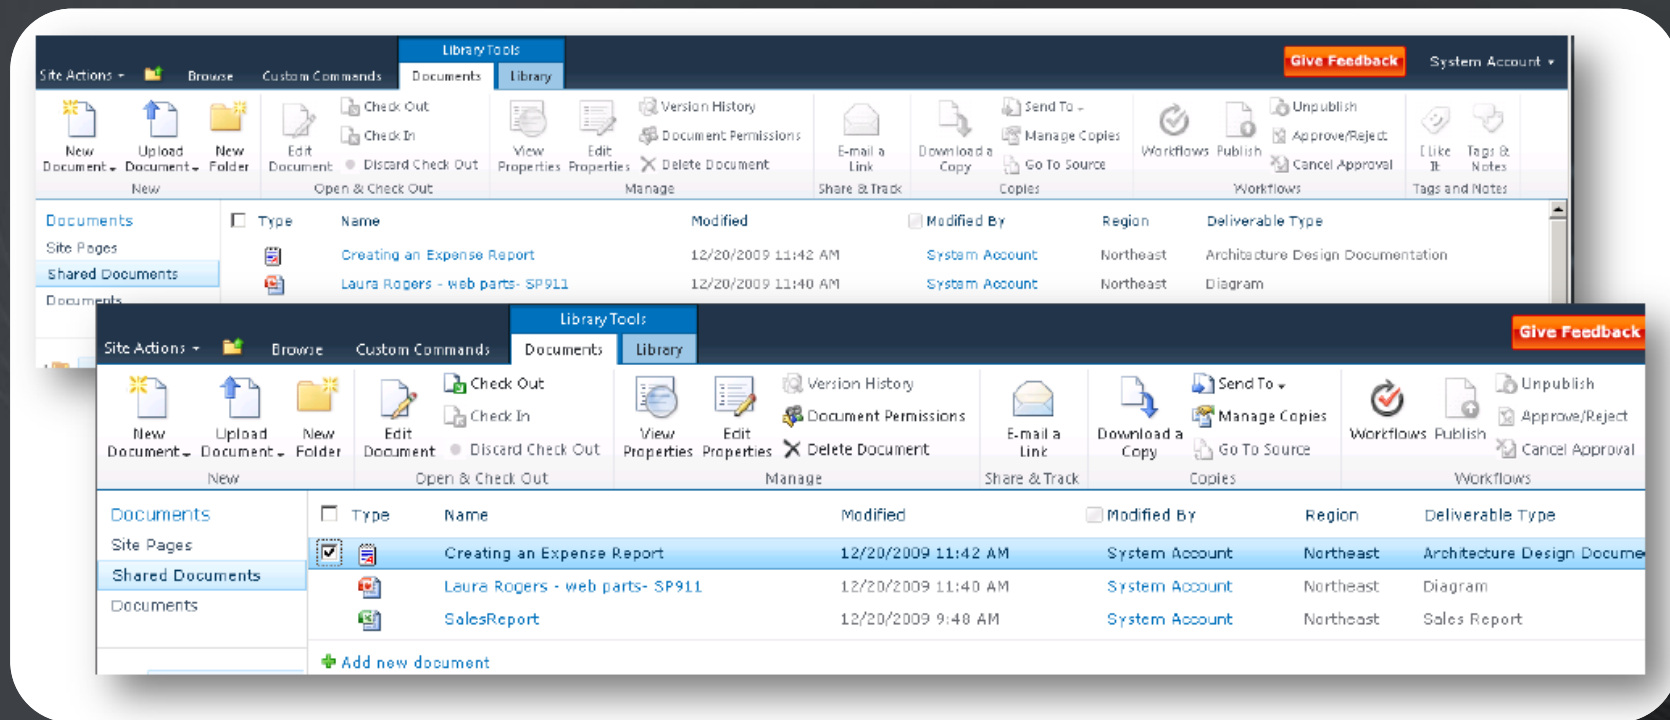 Library Tools
Site Actions Browse Custom Commands Documents Library Give Feedback System Account
New Document Upload Document New Folder Edit Document Check Out Check In Discard Check Out View Properties Edit Properties Version History Document Permissions Delete Document E-mail a Link Download a Copy Send To Manage Copies Go To Source Workflows Publish Unpublish Approve/Reject Cancel Approval I Like It Tags & Notes
New Open & Check Out Manage Share & Track Copies Workflows Tags and Notes
Documents Type Name Modified Modified By Region Deliverable Type
Site Pages Creating an Expense Report 12/20/2009 11:42 AM System Account Northeast Architecture Design Documentation
Shared Documents Laura Rogers - web parts- SP911 12/20/2009 11:40 AM System Account Northeast Diagram
Documents
Library Tools
Site Actions Browse Custom Commands Documents Library Give Feedback
New Document Upload Document New Folder Edit Document Check Out Check In Discard Check Out View Properties Edit Properties Version History Document Permissions Delete Document E-mail a Link Download a Copy Send To Manage Copies Go To Source Workflows Publish Unpublish Approve/Reject Cancel Approval
New Open & Check Out Manage Share & Track Copies Workflows
Documents Type Name Modified Modified By Region Deliverable Type
Site Pages Creating an Expense Report 12/20/2009 11:42 AM System Account Northeast Architecture Design Docume
Shared Documents Laura Rogers - web parts- SP911 12/20/2009 11:40 AM System Account Northeast Diagram
Documents SalesReport 12/20/2009 9:48 AM System Account Northeast Sales Report
Add new document